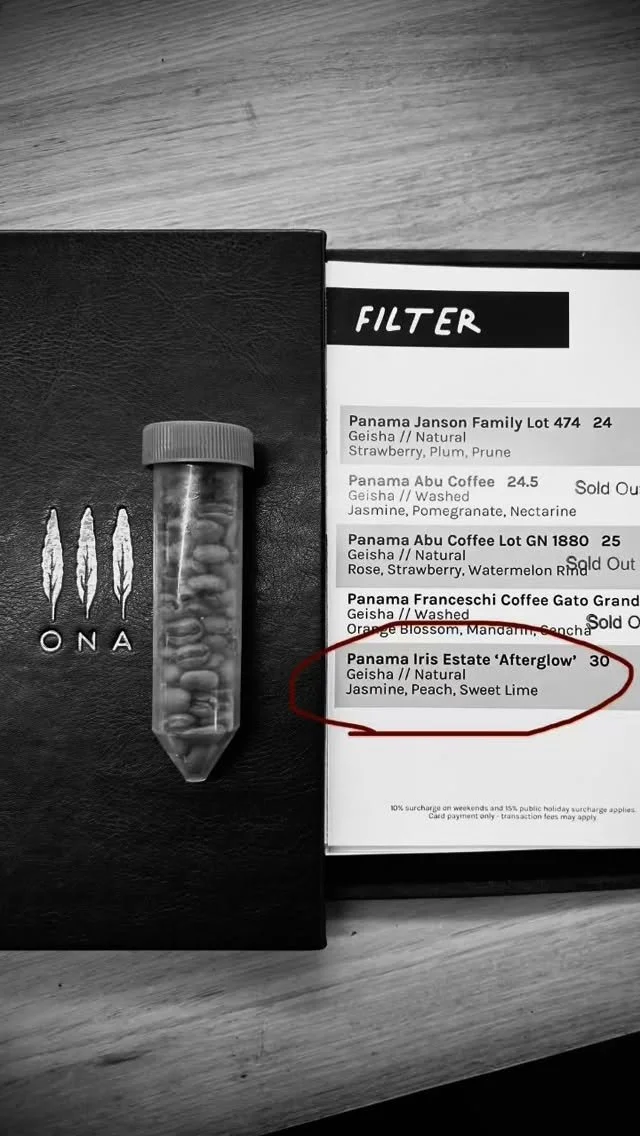 ONA
FILTER
Panama Janson Family Lot 474 24
Geisha // Natural
Strawberry, Plum, Prune
Panama Abu Coffee 24.5
Sold Ou
Geisha // Washed
Jasmine, Pomegranate, Nectarine
Panama Abu Coffee Lot GN 1880 25
Geisha // Natural
Sold Out
Rose, Strawberry, Watermelon Rind
Panama Franceschi Coffee Gato Grand
Geisha // Washed
Sold O
Orange Blossom, Mandarin, Sencha
Panama Iris Estate ‘Afterglow’ 30
Geisha // Natural
Jasmine, Peach, Sweet Lime
10% surcharge on weekends and 15% public holiday surcharge applies.
Card payment only - transaction fees may apply